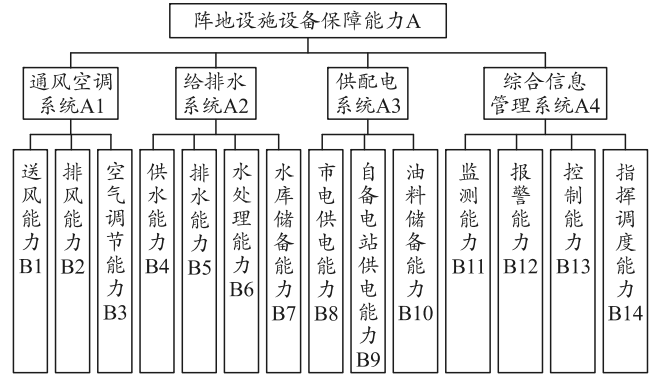 阵地设施设备保障能力A
通风空调
系统A1
给排水
系统A2
供配电
系统A3
综合信息
管理系统A4
送风能力B1
排风能力B2
空气调节能力B3
供水能力B4
排水能力B5
水处理能力B6
水库储备能力B7
市电供电能力B8
自备电站供电能力B9
油料储备能力B10
监测能力B11
报警能力B12
控制能力B13
指挥调度能力B14